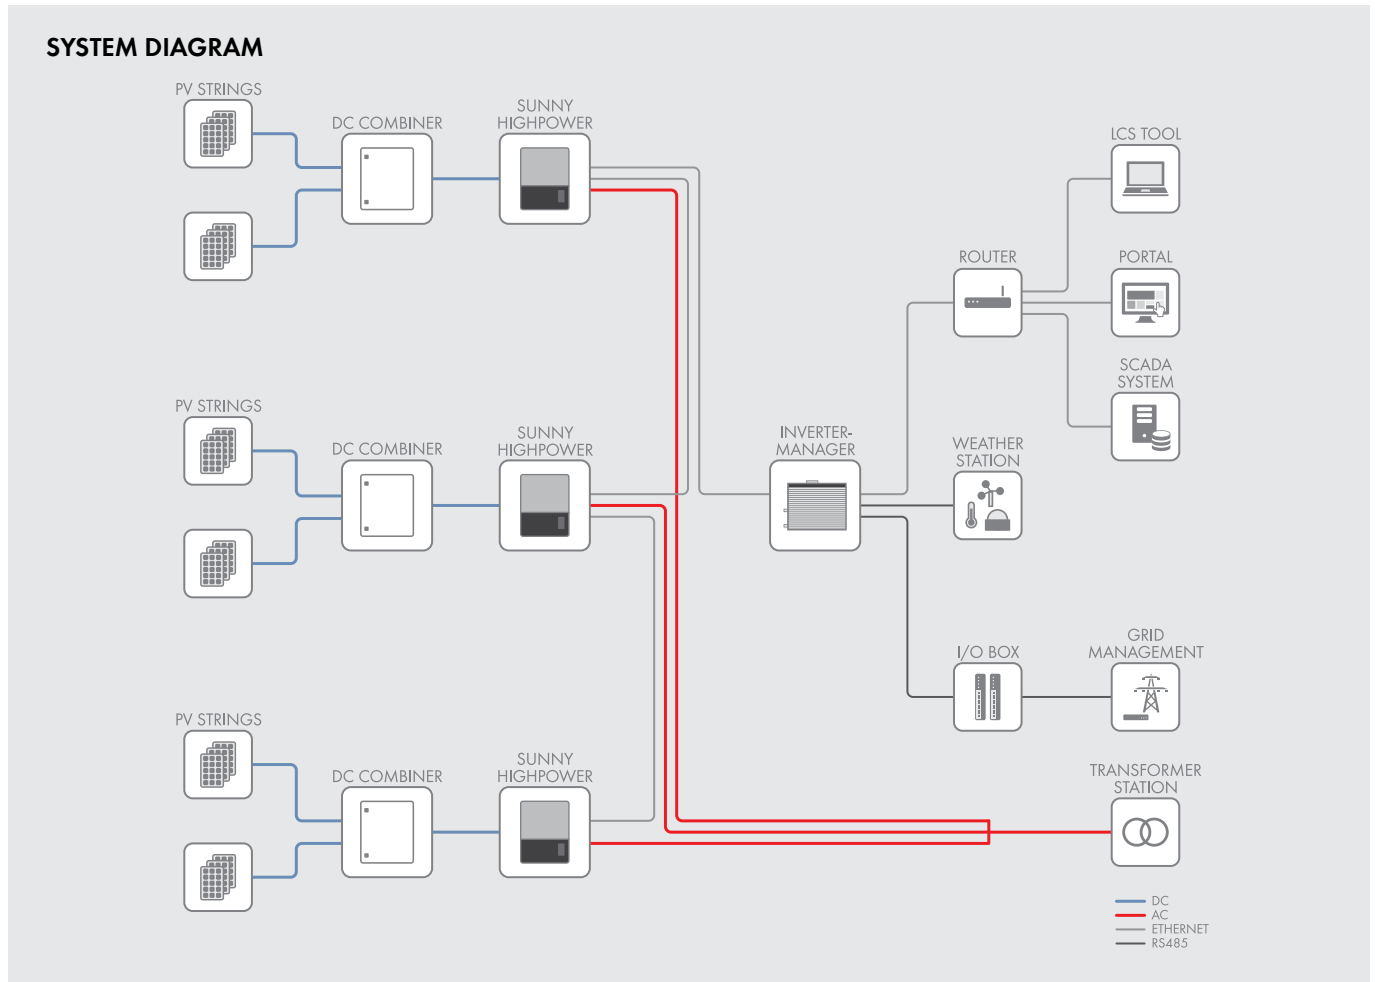 SYSTEM DIAGRAM
PV STRINGS
DC COMBINER
SUNNY
HIGHPOWER
LCS TOOL
ROUTER
PORTAL
SCADA
SYSTEM
PV STRINGS
DC COMBINER
SUNNY
HIGHPOWER
INVERTER-
MANAGER
WEATHER
STATION
I/O BOX
GRID
MANAGEMENT
PV STRINGS
DC COMBINER
SUNNY
HIGHPOWER
TRANSFORMER
STATION
DC
AC
ETHERNET
RS485